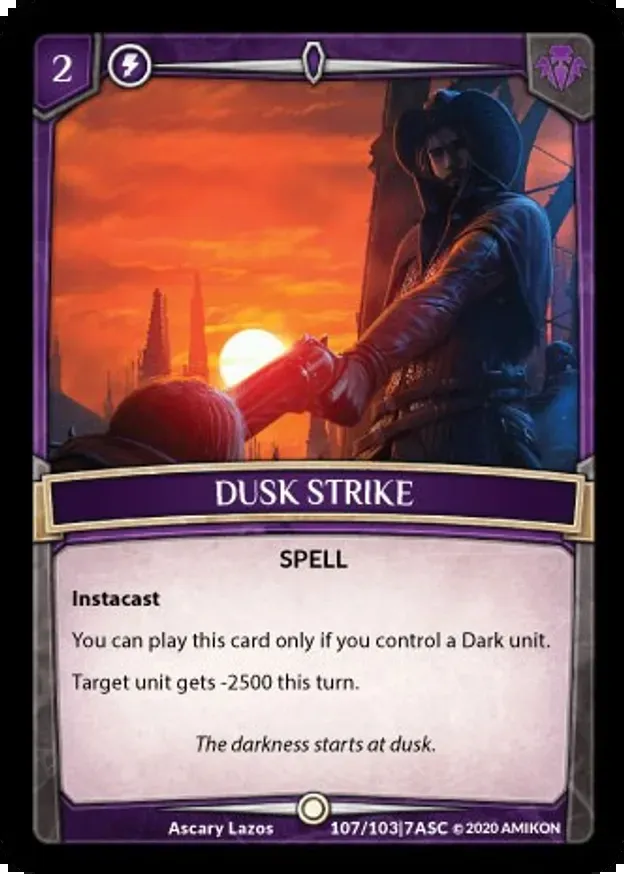 2
DUSK STRIKE
SPELL
Instacast
You can play this card only if you control a Dark unit.
Target unit gets -2500 this turn.
The darkness starts at dusk.
Ascary Lazos 107/103|7ASC © 2020 AMIKON